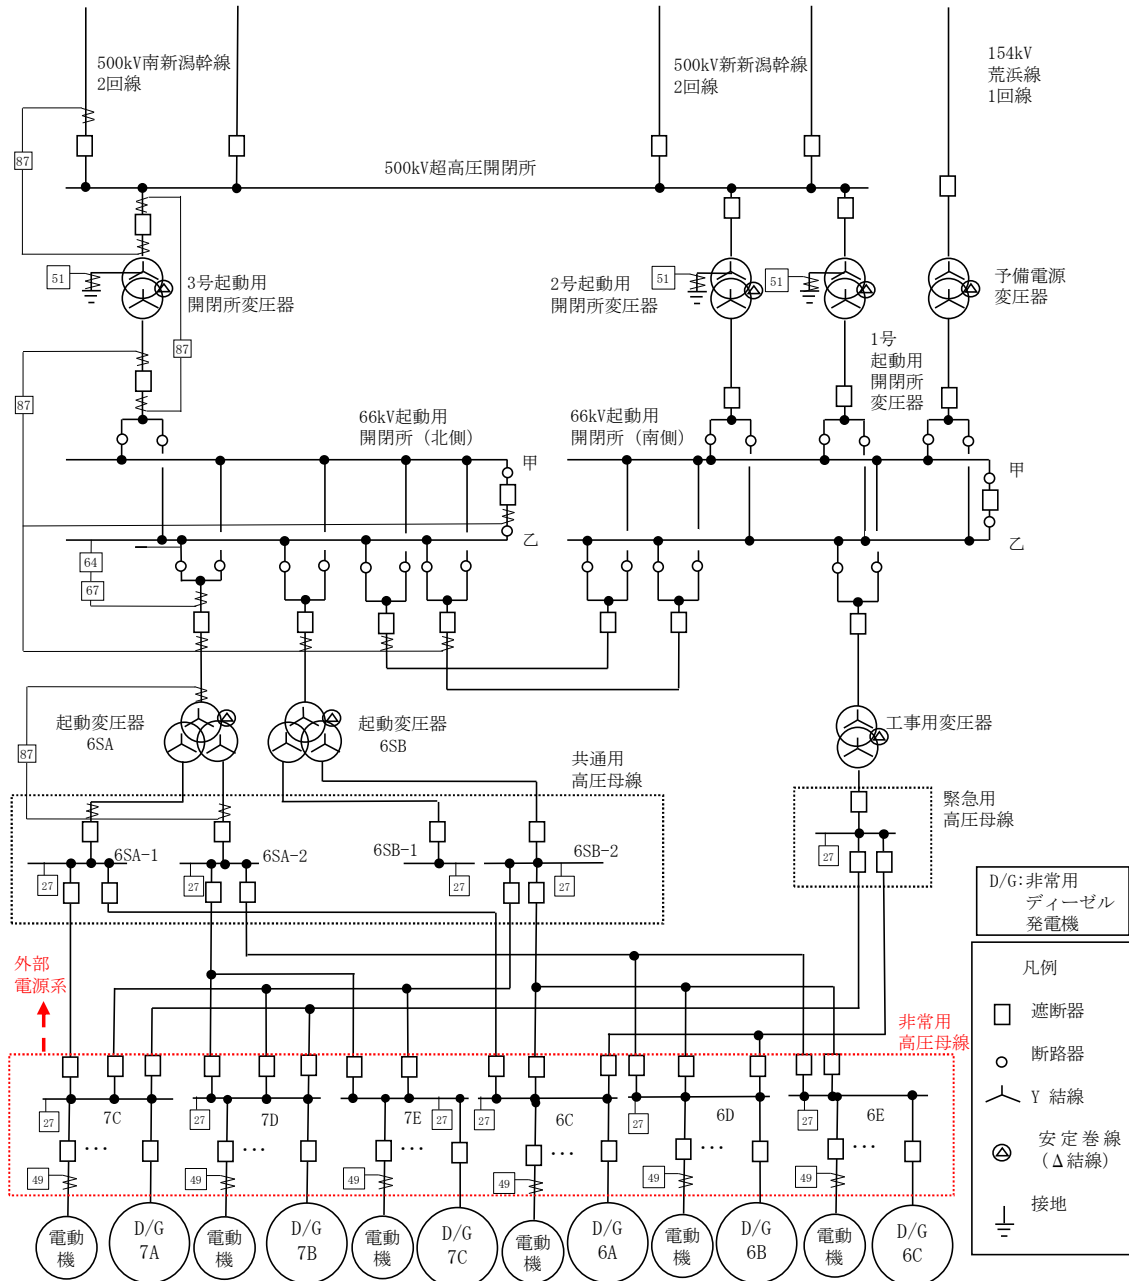 500kV南新潟幹線
2回線
500kV新新潟幹線
2回線
154kV
荒浜線
1回線
87
500kV超高圧開閉所
51
3号起動用
開閉所変圧器
2号起動用
開閉所変圧器
51
51
予備電源
変圧器
87
1号
起動用
開閉所
変圧器
87
66kV起動用
開閉所（北側）
66kV起動用
開閉所（南側）
甲
甲
乙
乙
64
67
起動変圧器
6SA
起動変圧器
6SB
工事用変圧器
87
共通用
高圧母線
緊急用
高圧母線
6SA-1
6SA-2
6SB-1
6SB-2
27
27
27
27
27
D/G:非常用
ディーゼル
発電機
外部
電源系
凡例
遮断器
断路器
Y 結線
安定巻線
（Δ結線）
接地
非常用
高圧母線
27
7C
27
7D
7E
27
27
6C
27
6D
27
6E
···
···
···
···
···
···
49
49
49
49
49
49
電動
機
D/G
7A
電動
機
D/G
7B
電動
機
D/G
7C
電動
機
D/G
6A
電動
機
D/G
6B
電動
機
D/G
6C